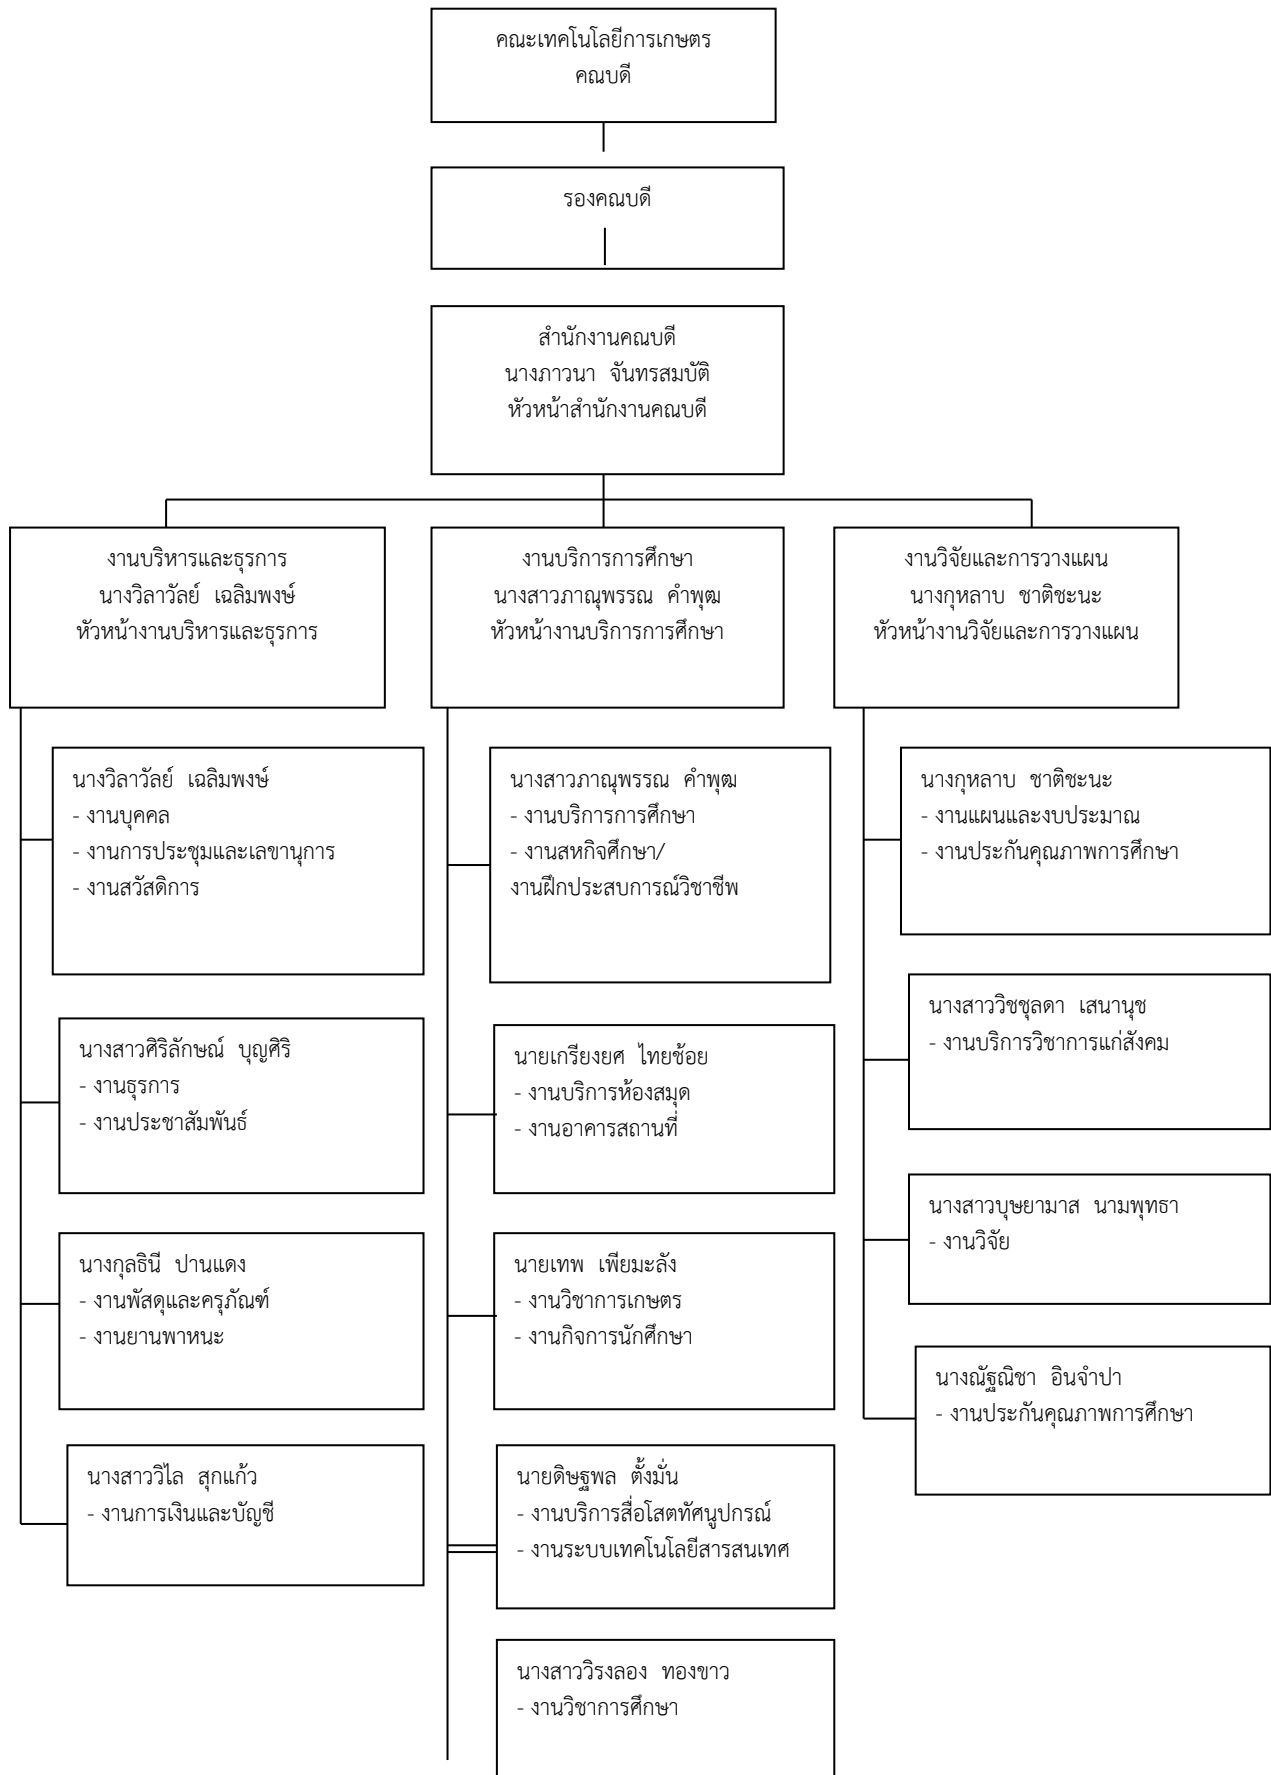 คณะเทคโนโลยีการเกษตร
คณบดี
รองคณบดี
สำนักงานคณบดี
นางภาวนา จันทรสมบัติ
หัวหน้าสำนักงานคณบดี
งานบริหารและธุรการ
นางวิลาวัลย์ เฉลิมพงษ์
หัวหน้างานบริหารและธุรการ
งานบริการการศึกษา
นางสาวภาณุพรรณ คำพุฒ
หัวหน้างานบริการการศึกษา
งานวิจัยและการวางแผน
นางกุหลาบ ชาติชะนะ
หัวหน้างานวิจัยและการวางแผน
นางวิลาวัลย์ เฉลิมพงษ์
- งานบุคคล
- งานการประชุมและเลขานุการ
- งานสวัสดิการ
นางสาวศิริลักษณ์ บุญศิริ
- งานธุรการ
- งานประชาสัมพันธ์
นางกุลธินี ปานแดง
- งานพัสดุและครุภัณฑ์
- งานยานพาหนะ
นางสาววิไล สุกแก้ว
- งานการเงินและบัญชี
นางสาวภาณุพรรณ คำพุฒ
- งานบริการการศึกษา
- งานสหกิจศึกษา/
งานฝึกประสบการณ์วิชาชีพ
นายเกรียงยศ ไทยช้อย
- งานบริการห้องสมุด
- งานอาคารสถานที่
นายเทพ เพียมะลัง
- งานวิชาการเกษตร
- งานกิจการนักศึกษา
นายดิษฐพล ตั้งมั่น
- งานบริการสื่อโสตทัศนูปกรณ์
- งานระบบเทคโนโลยีสารสนเทศ
นางสาววิรงลอง ทองขาว
- งานวิชาการศึกษา
นางกุหลาบ ชาติชะนะ
- งานแผนและงบประมาณ
- งานประกันคุณภาพการศึกษา
นางสาววิชชุลดา เสนานุช
- งานบริการวิชาการแก่สังคม
นางสาวบุษยามาส นามพุทธา
- งานวิจัย
นางณัฐณิชา อินจำปา
- งานประกันคุณภาพการศึกษา